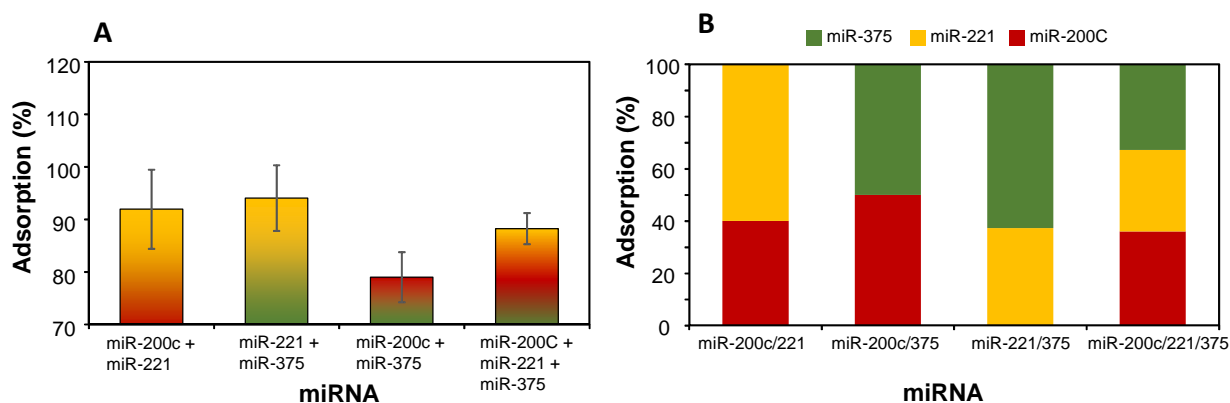 A
120
110
100
90
80
70
Adsorption (%)
miR-200c +
miR-221
miR-221 +
miR-375
miR-200c +
miR-375
miR-200C +
miR-221 +
miR-375
miRNA
B
miR-375 miR-221 miR-200C
100
80
60
40
20
0
Adsorption (%)
miR-200c/221 miR-200c/375 miR-221/375 miR-200c/221/375
miRNA